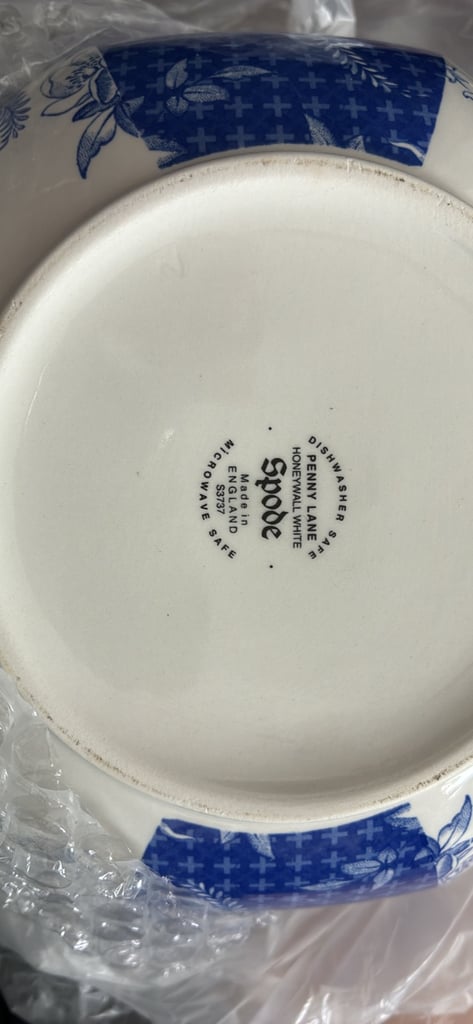 DISHWASHER SAFE
PENNY LANE
HONEYWALL WHITE
Spode
Made in
ENGLAND
S3737
MICROWAVE SAFE